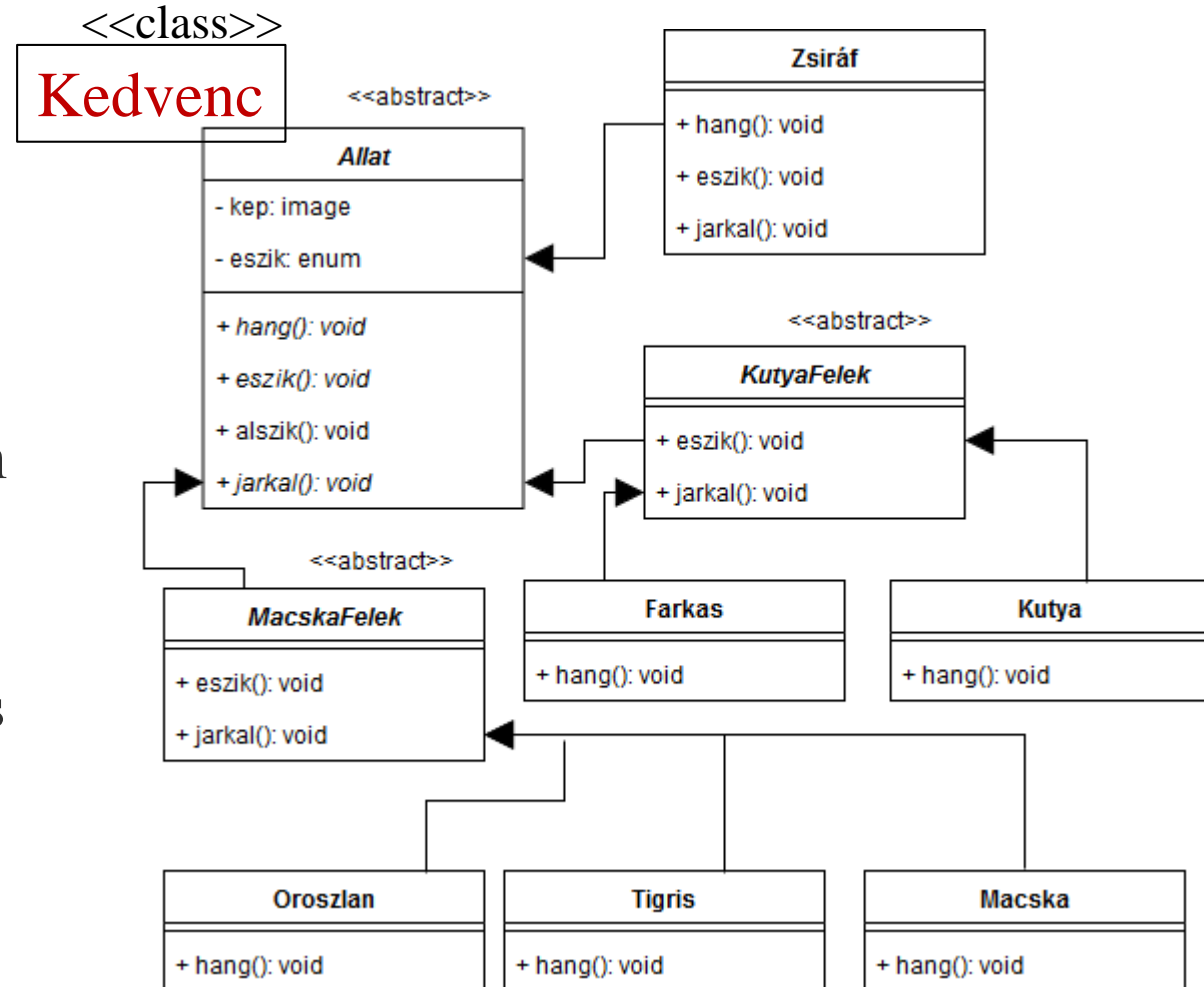 <<class>>
Kedvenc
<<abstract>>
Allat
- kep: image
- eszik: enum
+ hang(): void
+ eszik(): void
+ alszik(): void
+ jarkal(): void
Zsiráf
+ hang(): void
+ eszik(): void
+ jarkal(): void
<<abstract>>
KutyaFelek
+ eszik(): void
+ jarkal(): void
<<abstract>>
MacskaFelek
+ eszik(): void
+ jarkal(): void
Farkas
+ hang(): void
Kutya
+ hang(): void
Oroszlan
+ hang(): void
Tigris
+ hang(): void
Macska
+ hang(): void